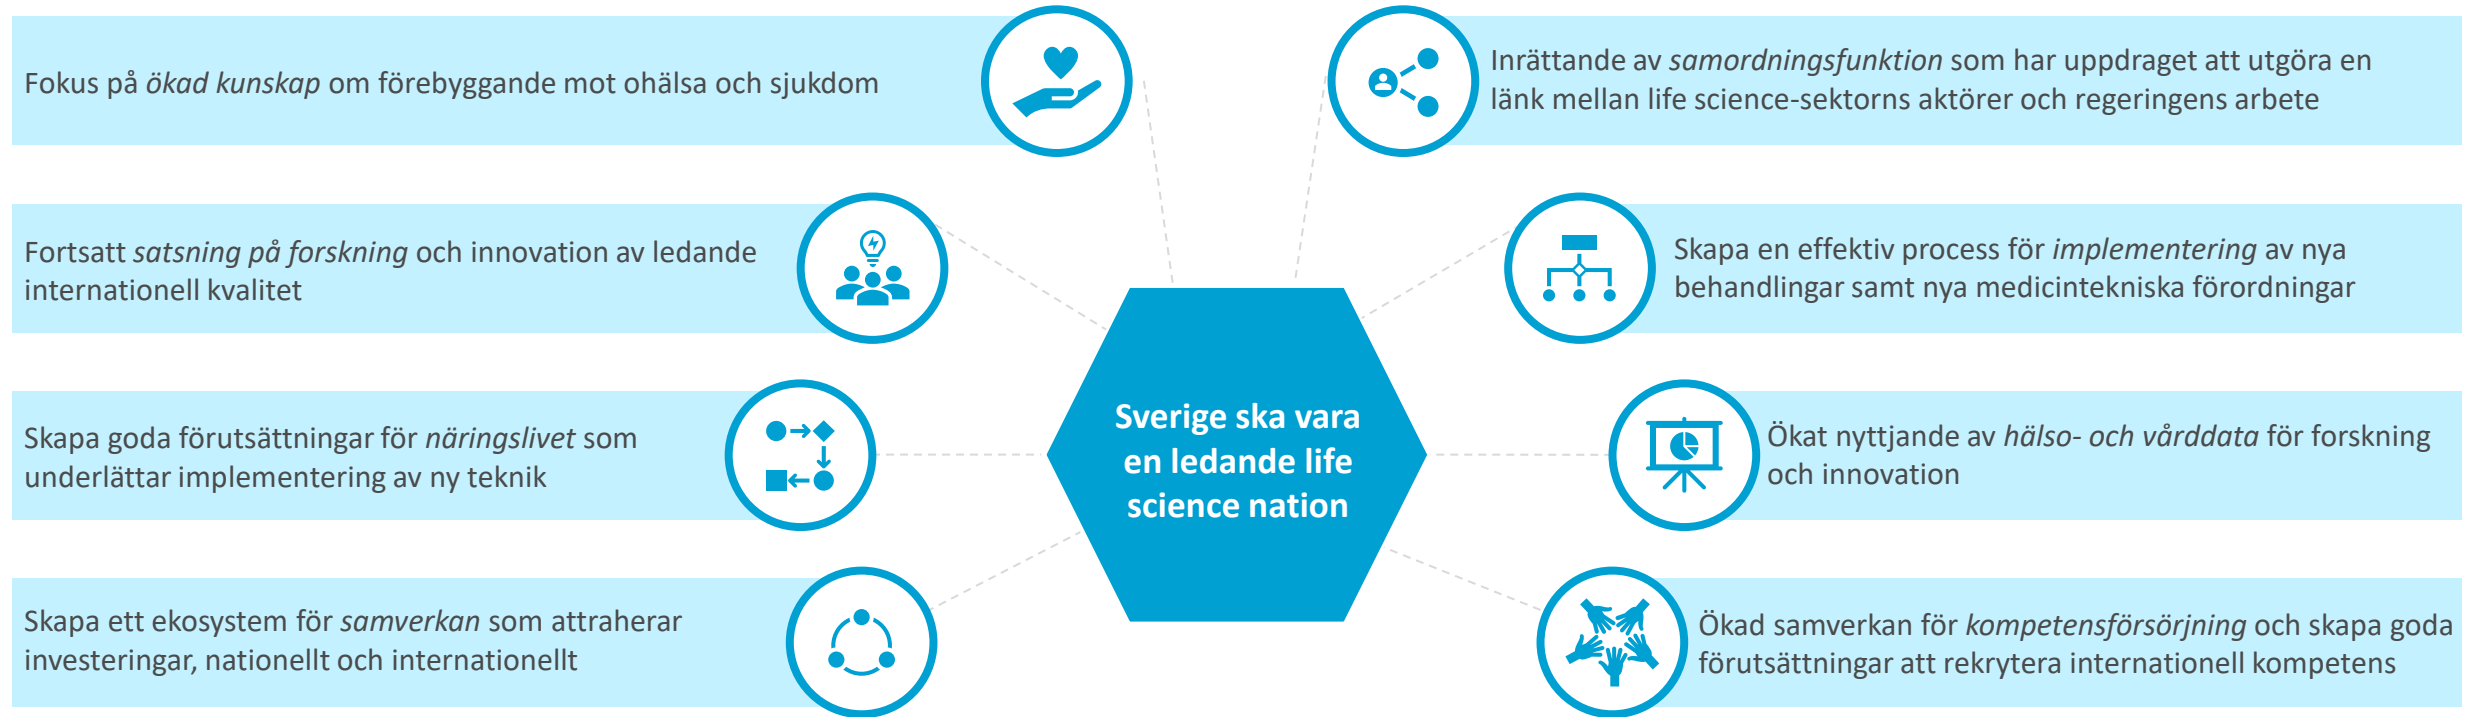 Fokus på ökad kunskap om förebyggande mot ohälsa och sjukdom
Fortsatt satsning på forskning och innovation av ledande
internationell kvalitet
Skapa goda förutsättningar för näringslivet som
underlättar implementering av ny teknik
Skapa ett ekosystem för samverkan som attraherar
investeringar, nationellt och internationellt
Sverige ska vara
en ledande life
science nation
Inrättande av samordningsfunktion som har uppdraget att utgöra en
länk mellan life science-sektorns aktörer och regeringens arbete
Skapa en effektiv process för implementering av nya
behandlingar samt nya medicintekniska förordningar
Ökat nyttjande av hälso- och vårddata för forskning
och innovation
Ökad samverkan för kompetensförsörjning och skapa goda
förutsättningar att rekrytera internationell kompetens